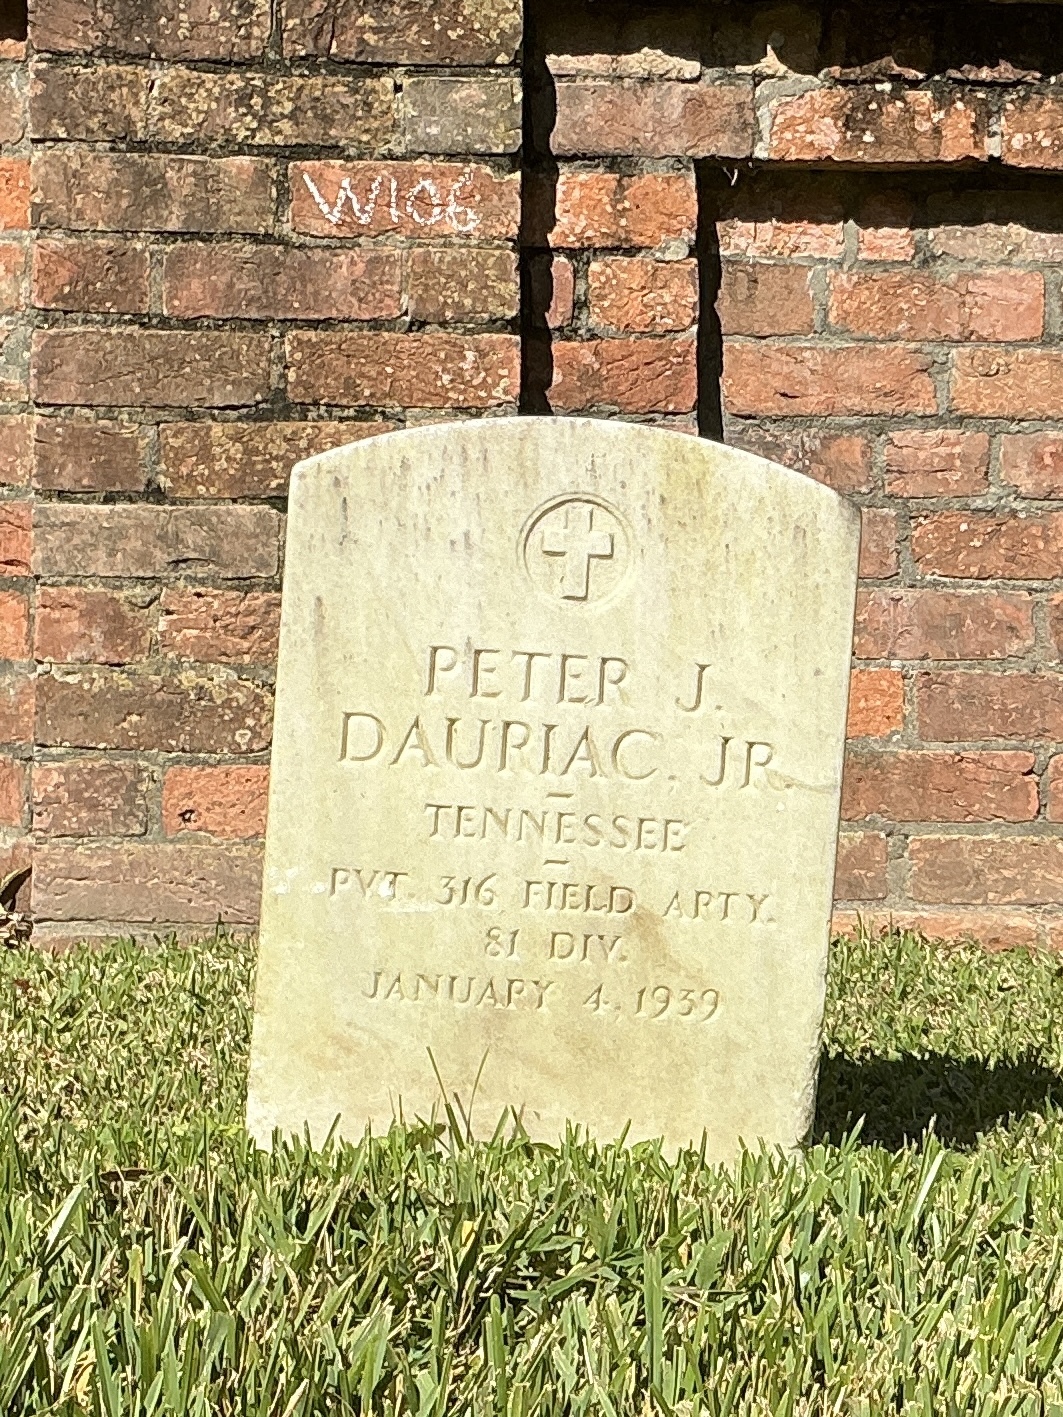 W106
PETER J.
DAURIAC, JR.
TENNESSEE
PVT. 316 FIELD ARTY.
81 DIV.
JANUARY 4, 1939